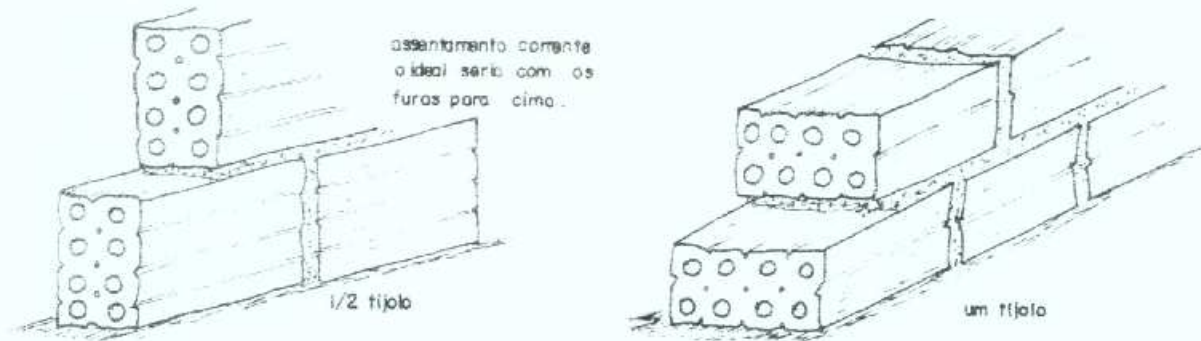 assentamento corrente
o ideal seria com os
furos para cima.
1/2 tijolo
um tijolo